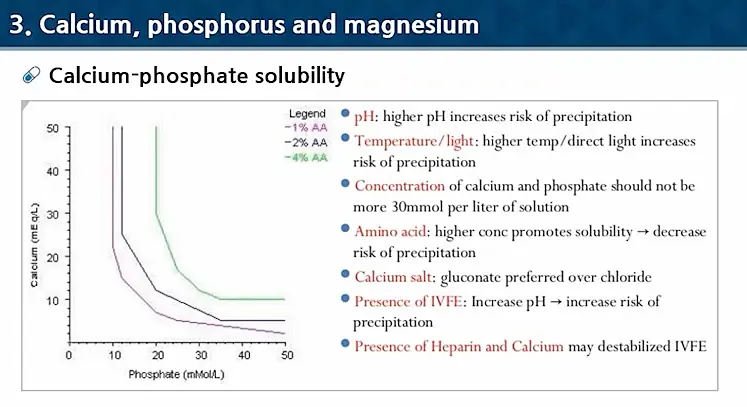 3. Calcium, phosphorus and magnesium
Calcium-phosphate solubility
Legend
−1% AA
−2% AA
−4% AA
50
40
30
20
10
Calcium (mEq/L)
0 10 20 30 40 50
Phosphate (mMol/L)
pH: higher pH increases risk of precipitation
Temperature/light: higher temp/direct light increases
risk of precipitation
Concentration of calcium and phosphate should not be
more 30mmol per liter of solution
Amino acid: higher conc promotes solubility → decrease
risk of precipitation
Calcium salt: gluconate preferred over chloride
Presence of IVFE: Increase pH → increase risk of
precipitation
Presence of Heparin and Calcium may destabilized IVFE